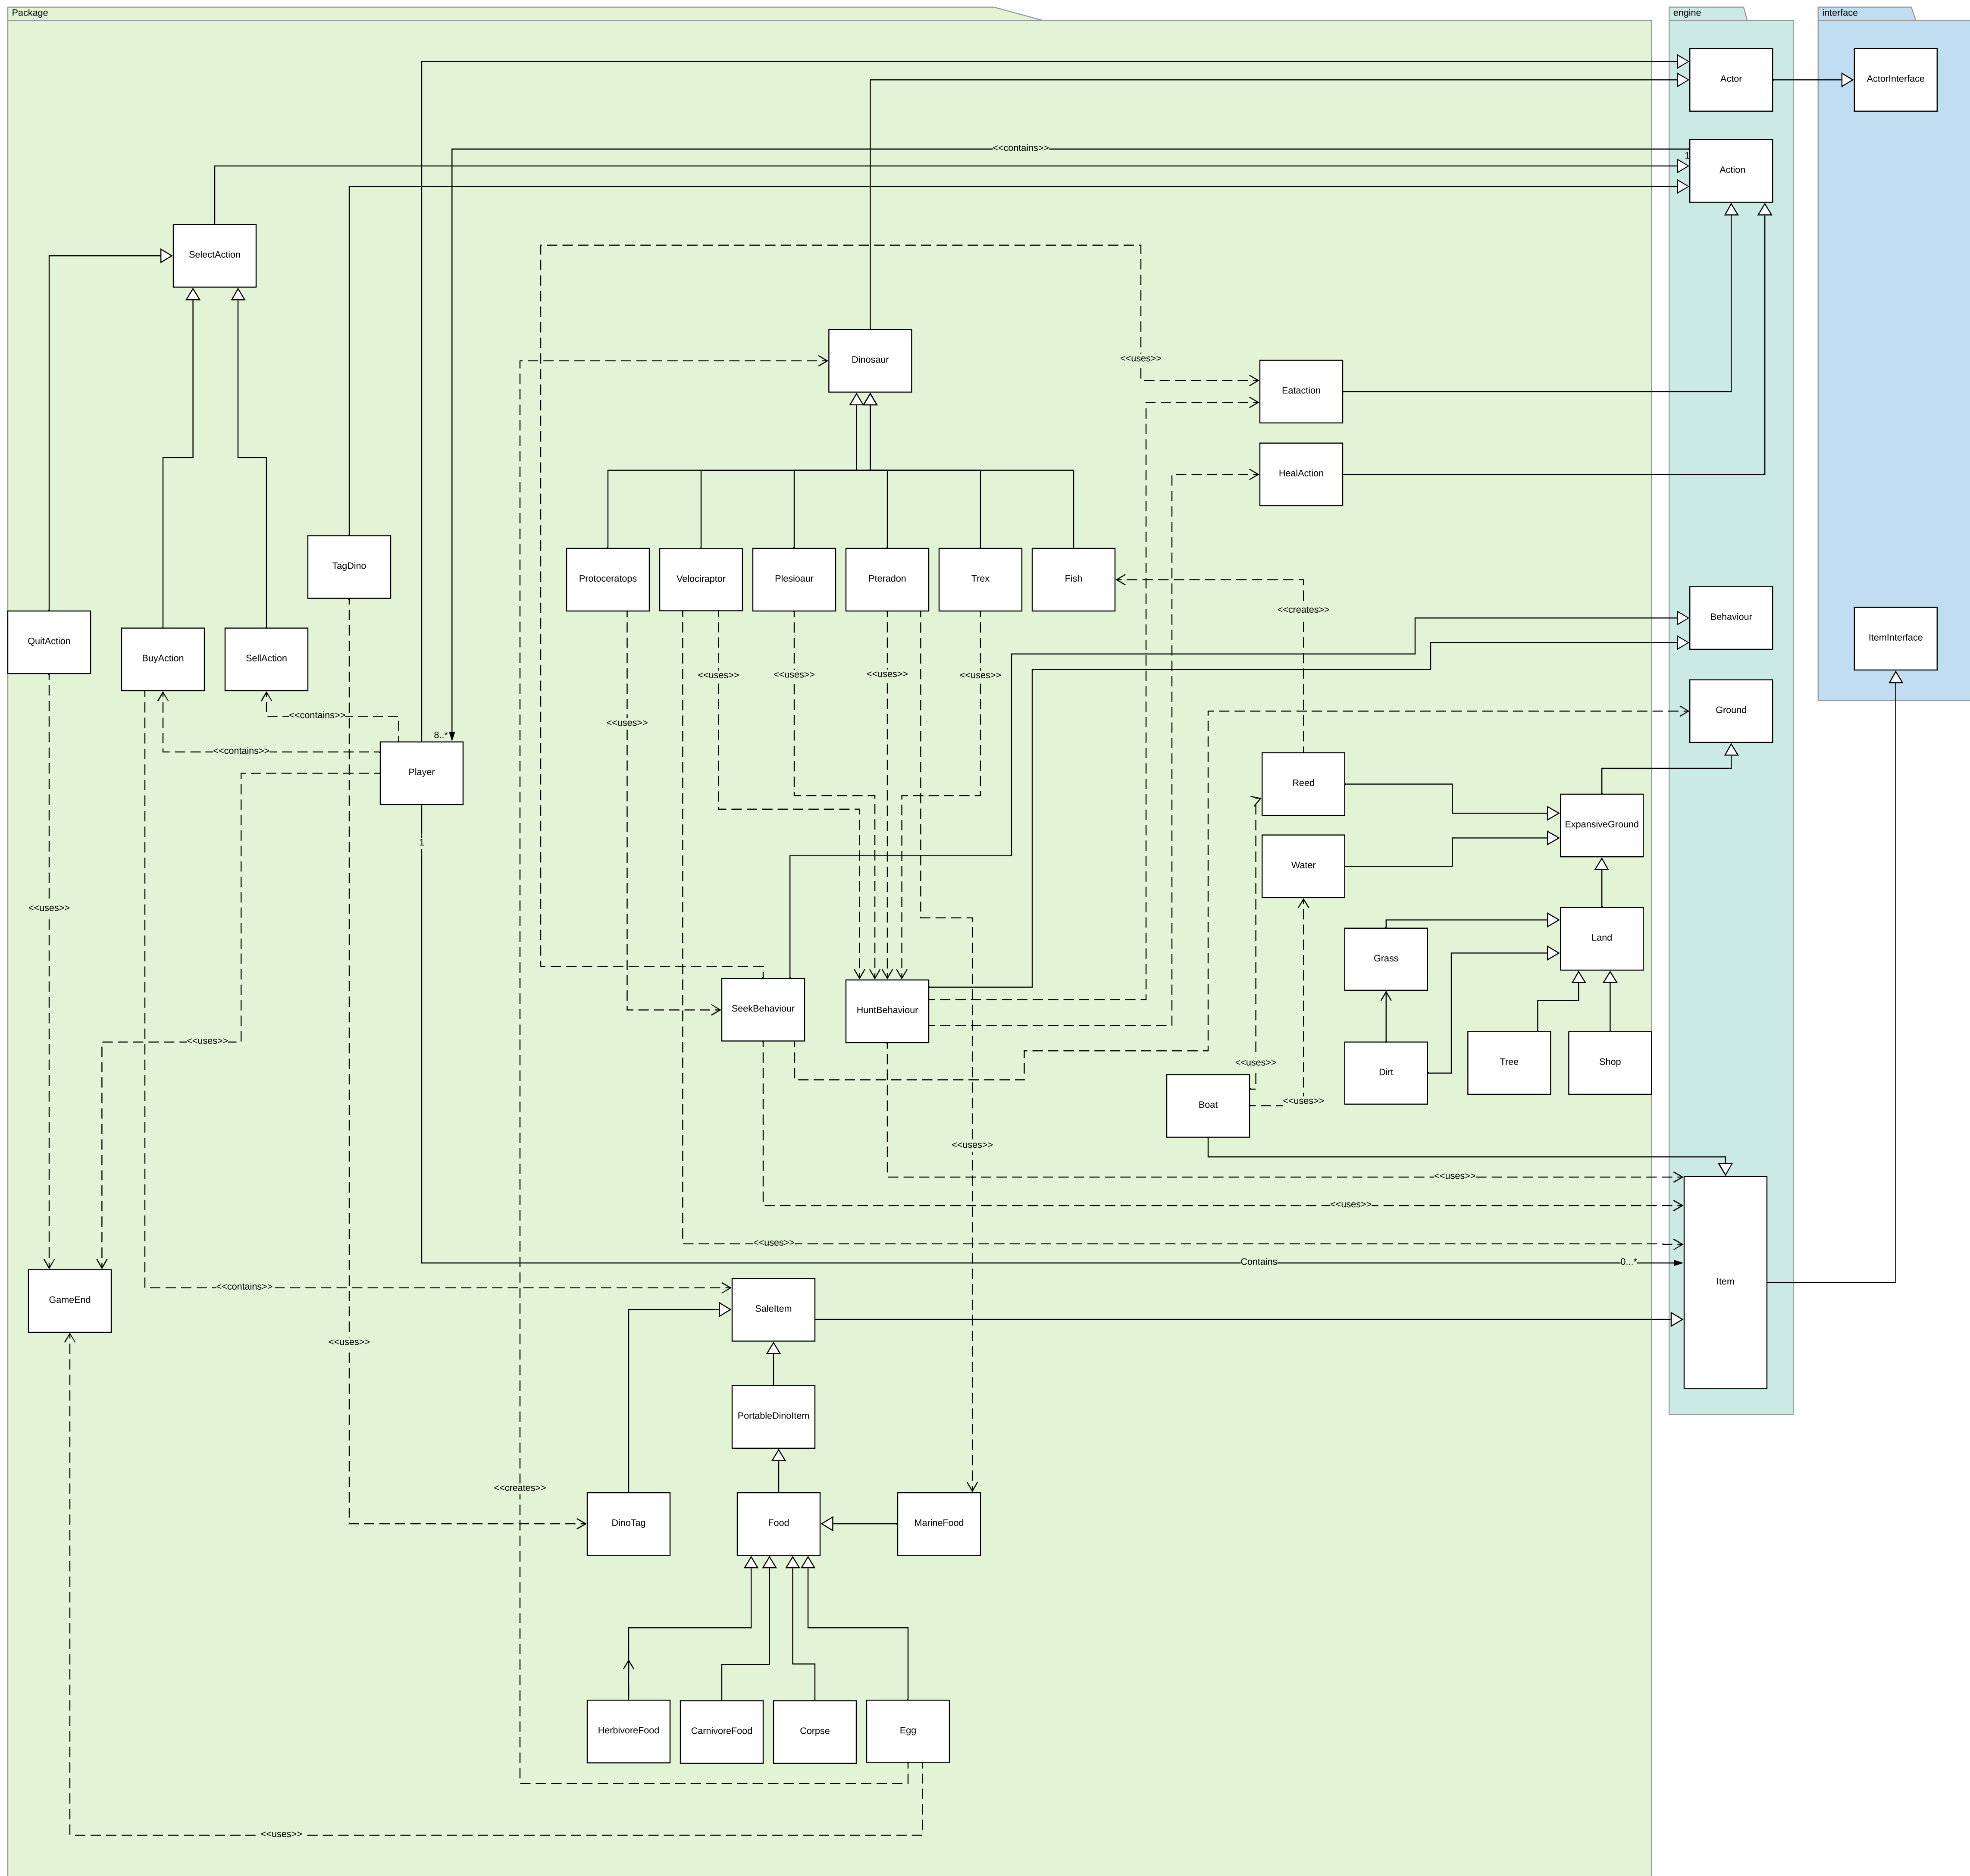 Package
engine
interface
Actor
ActorInterface
<<contains>>
1
Action
SelectAction
Dinosaur
<<uses>>
Eataction
HealAction
TagDino
Protoceratops
Velociraptor
Plesioaur
Pteradon
Trex
Fish
<<creates>>
Behaviour
ItemInterface
QuitAction
BuyAction
SellAction
<<uses>>
<<uses>>
<<uses>>
<<uses>>
<<uses>>
Ground
<<contains>>
8..*
<<contains>>
Player
Reed
ExpansiveGround
1
Water
<<uses>>
Land
Grass
SeekBehaviour
HuntBehaviour
<<uses>>
<<uses>>
Dirt
Tree
Shop
Boat
<<uses>>
<<uses>>
<<uses>>
<<uses>>
<<uses>>
Contains
0...*
Item
<<contains>>
GameEnd
SaleItem
<<uses>>
PortableDinoItem
<<creates>>
DinoTag
Food
MarineFood
HerbivoreFood
CarnivoreFood
Corpse
Egg
<<uses>>